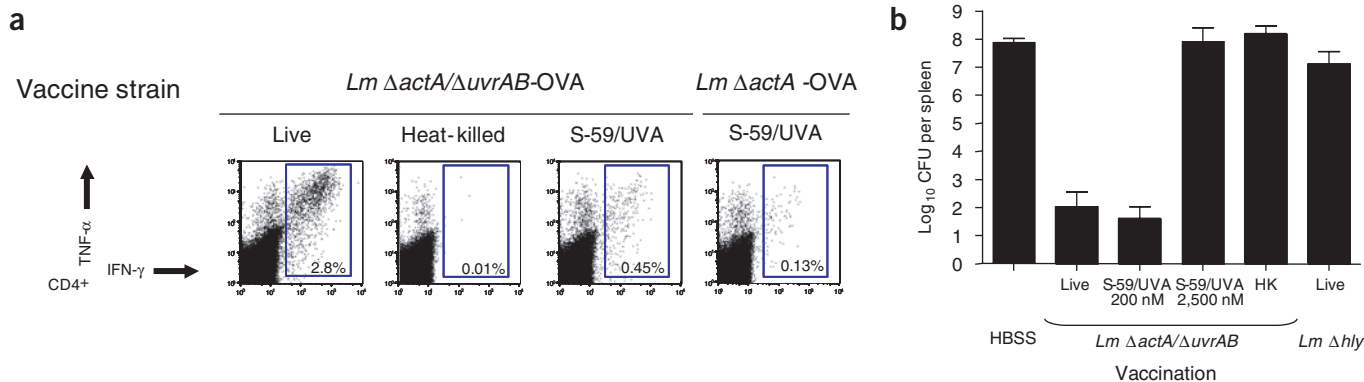 a
Vaccine strain
Lm ΔactA/ΔuvrAB-OVA
Lm ΔactA -OVA
Live
Heat-killed
S-59/UVA
S-59/UVA
TNF-α
IFN-γ
CD4+
2.8%
0.01%
0.45%
0.13%
b
Log10 CFU per spleen
9
8
7
6
5
4
3
2
1
0
Live
S-59/UVA
200 nM
S-59/UVA
2,500 nM
HK
Live
HBSS
Lm ΔactA/ΔuvrAB
Lm Δhly
Vaccination